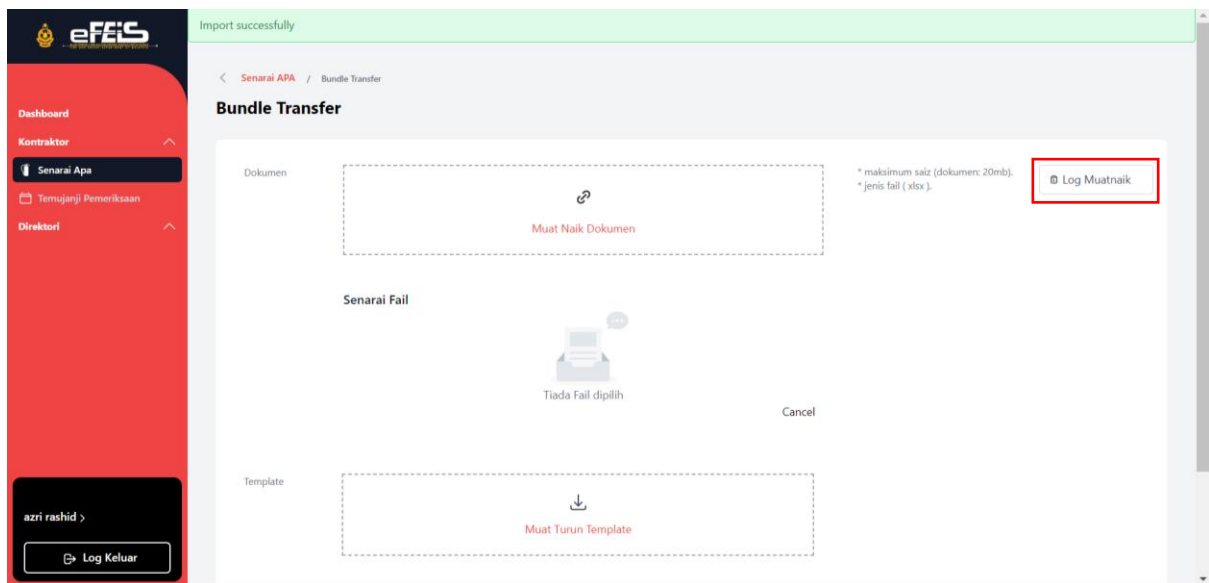 eFEiS
Import successfully
< Senarai APA / Bundle Transfer
Bundle Transfer
Dashboard
Kontraktor
Senarai Apa
Temujanji Pemeriksaan
Direktori
Dokumen
Muat Naik Dokumen
* maksimum saiz (dokumen: 20mb).
* jenis fail ( xlsx ).
Log Muatnaik
Senarai Fail
Tiada Fail dipilih
Cancel
Template
Muat Turun Template
azri rashid >
Log Keluar